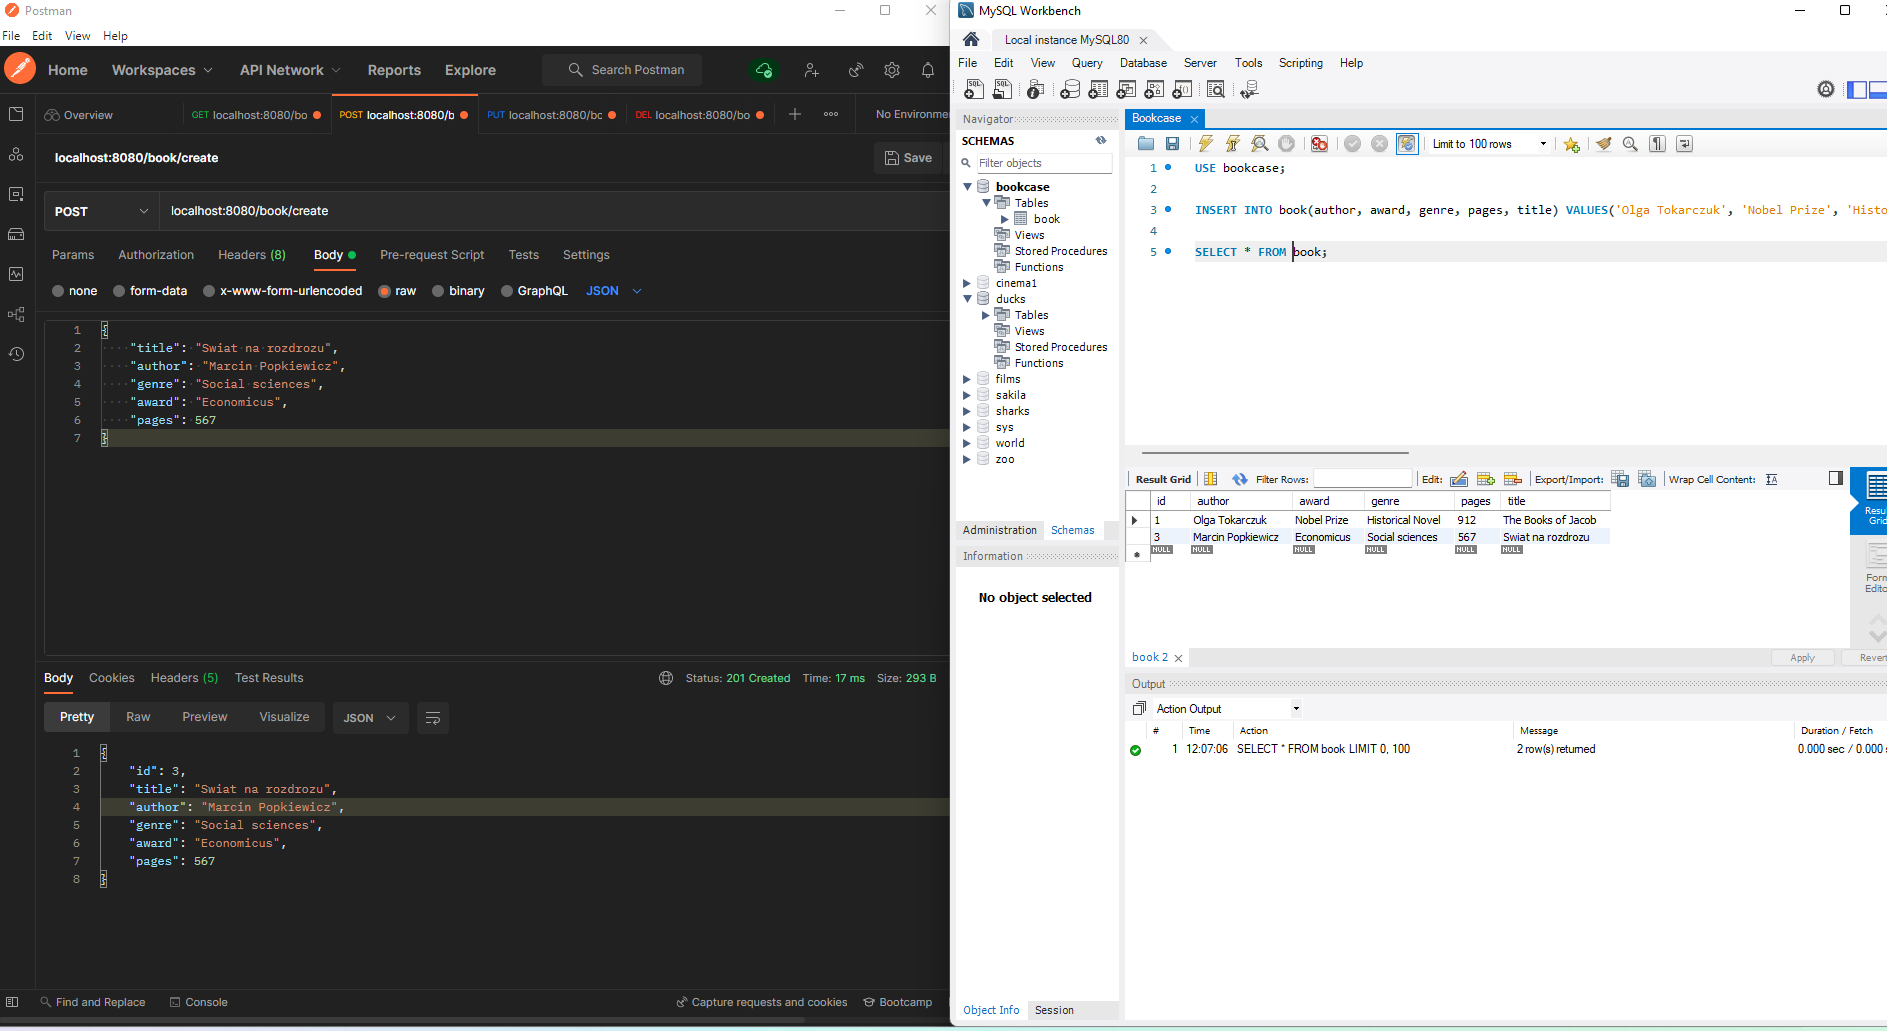 Postman
File Edit View Help
Home Workspaces API Network Reports Explore Search Postman
Overview GET localhost:8080/bo POST localhost:8080/b PUT localhost:8080/bc DEL localhost:8080/bo No Environme
localhost:8080/book/create Save
POST localhost:8080/book/create
Params Authorization Headers (8) Body Pre-request Script Tests Settings
none form-data x-www-form-urlencoded raw binary GraphQL JSON
1 {
2 "title": "Swiat na rozdrozu",
3 "author": "Marcin Popkiewicz",
4 "genre": "Social sciences",
5 "award": "Economicus",
6 "pages": 567
7 }
Body Cookies Headers (5) Test Results Status: 201 Created Time: 17 ms Size: 293 B
Pretty Raw Preview Visualize JSON
1 {
2 "id": 3,
3 "title": "Swiat na rozdrozu",
4 "author": "Marcin Popkiewicz",
5 "genre": "Social sciences",
6 "award": "Economicus",
7 "pages": 567
8 }
Find and Replace Console Capture requests and cookies Bootcamp
MySQL Workbench
Local instance MySQL80
File Edit View Query Database Server Tools Scripting Help
Navigator
SCHEMAS
Filter objects
bookcase
Tables
book
Views
Stored Procedures
Functions
cinema1
ducks
Tables
Views
Stored Procedures
Functions
films
sakila
sharks
sys
world
zoo
Administration Schemas
Information
No object selected
Object Info Session
Bookcase
Limit to 100 rows
1 USE bookcase;
2
3 INSERT INTO book(author, award, genre, pages, title) VALUES('Olga Tokarczuk', 'Nobel Prize', 'Histo
4
5 SELECT * FROM book;
Result Grid Filter Rows: Edit: Export/Import: Wrap Cell Content:
id author award genre pages title
1 Olga Tokarczuk Nobel Prize Historical Novel 912 The Books of Jacob
3 Marcin Popkiewicz Economicus Social sciences 567 Swiat na rozdrozu
NULL NULL NULL NULL NULL NULL
Resul
Grid
Form
Edito
book 2 Apply Revert
Output
Action Output
# Time Action Message Duration / Fetch
1 12:07:06 SELECT * FROM book LIMIT 0, 100 2 row(s) returned 0.000 sec / 0.000